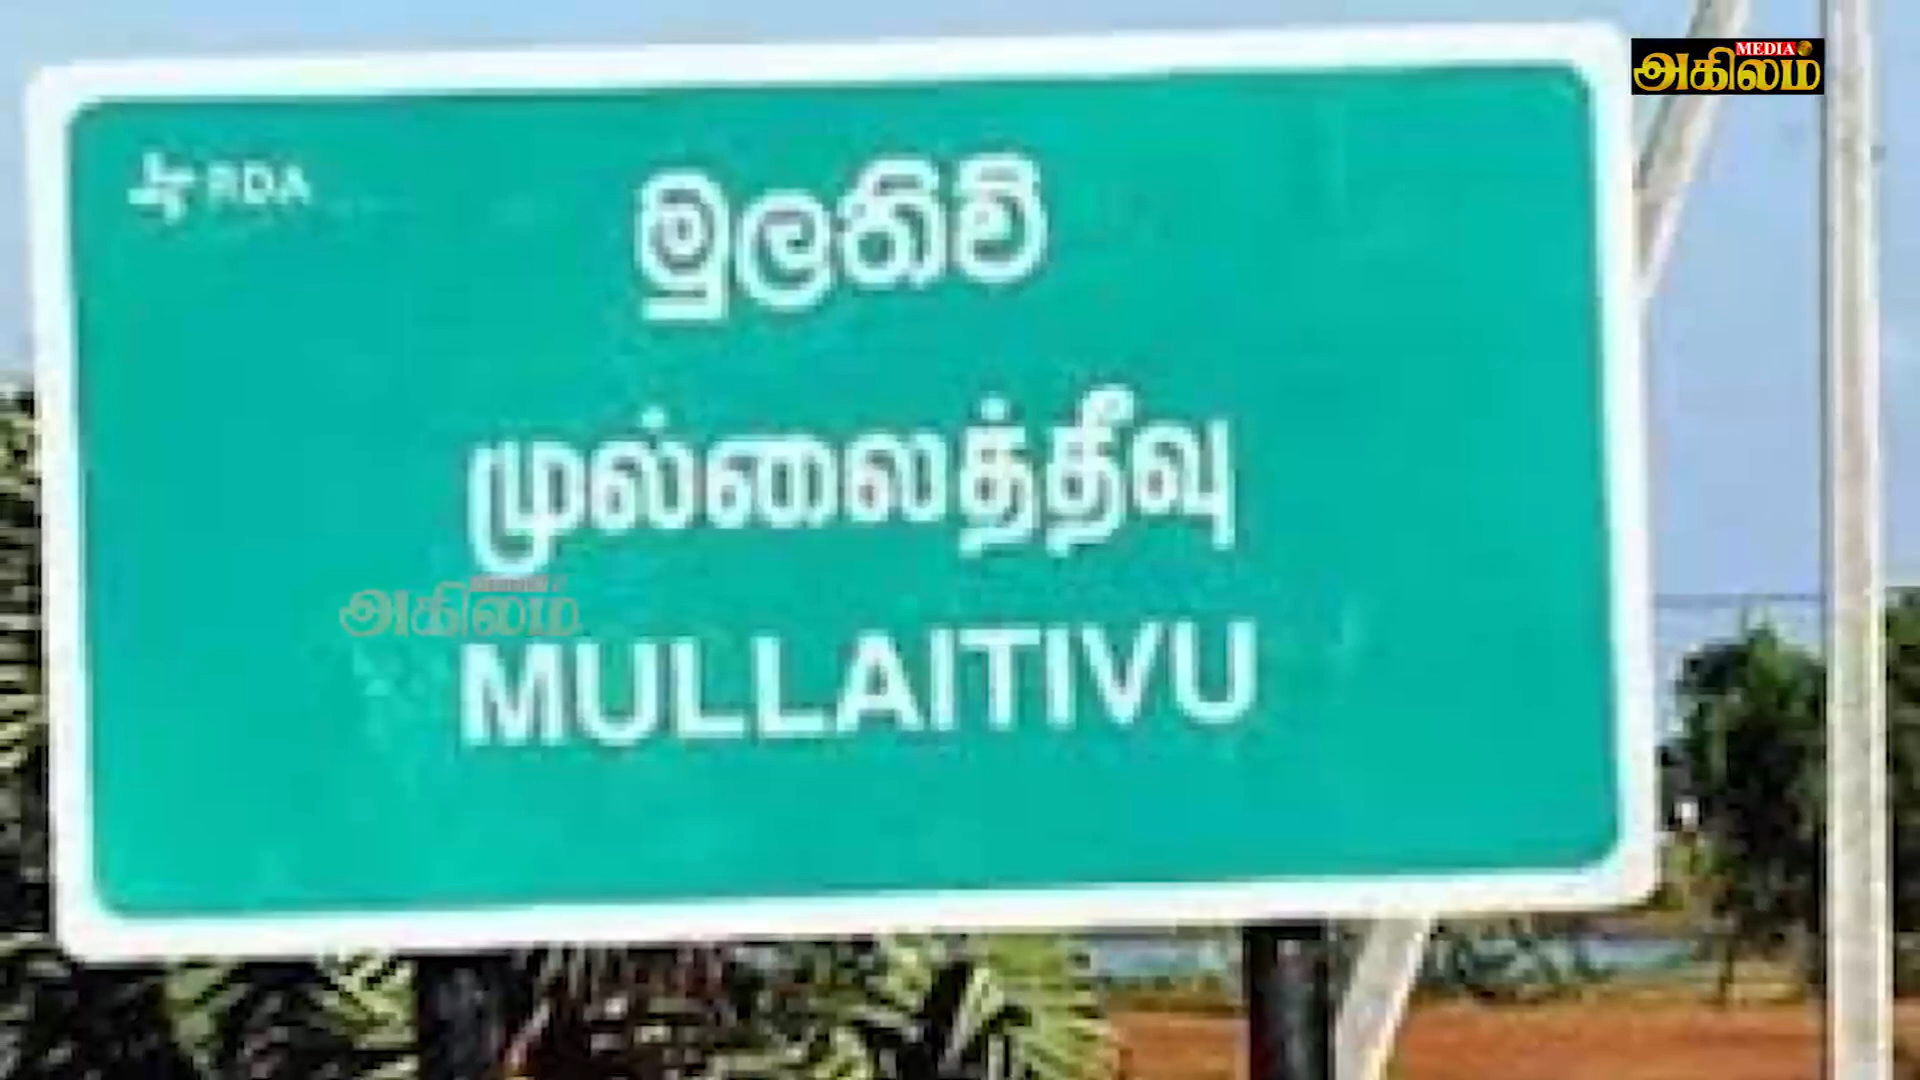 MEDIA
அகிலம்
RDA
මුලතිව්
முல்லைத்தீவு
அகிலம்
MULLAITIVU